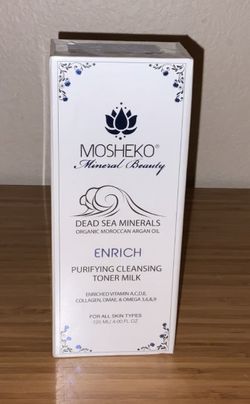 MOSHEKO®
Mineral Beauty
DEAD SEA MINERALS
ORGANIC MOROCCAN ARGAN OIL
ENRICH
PURIFYING CLEANSING
TONER MILK
ENRICHED VITAMIN A,C,D,E,
COLLAGEN, DMAE, & OMEGA 3,6,&9
FOR ALL SKIN TYPES
120 ML/ 4.00 FL OZ